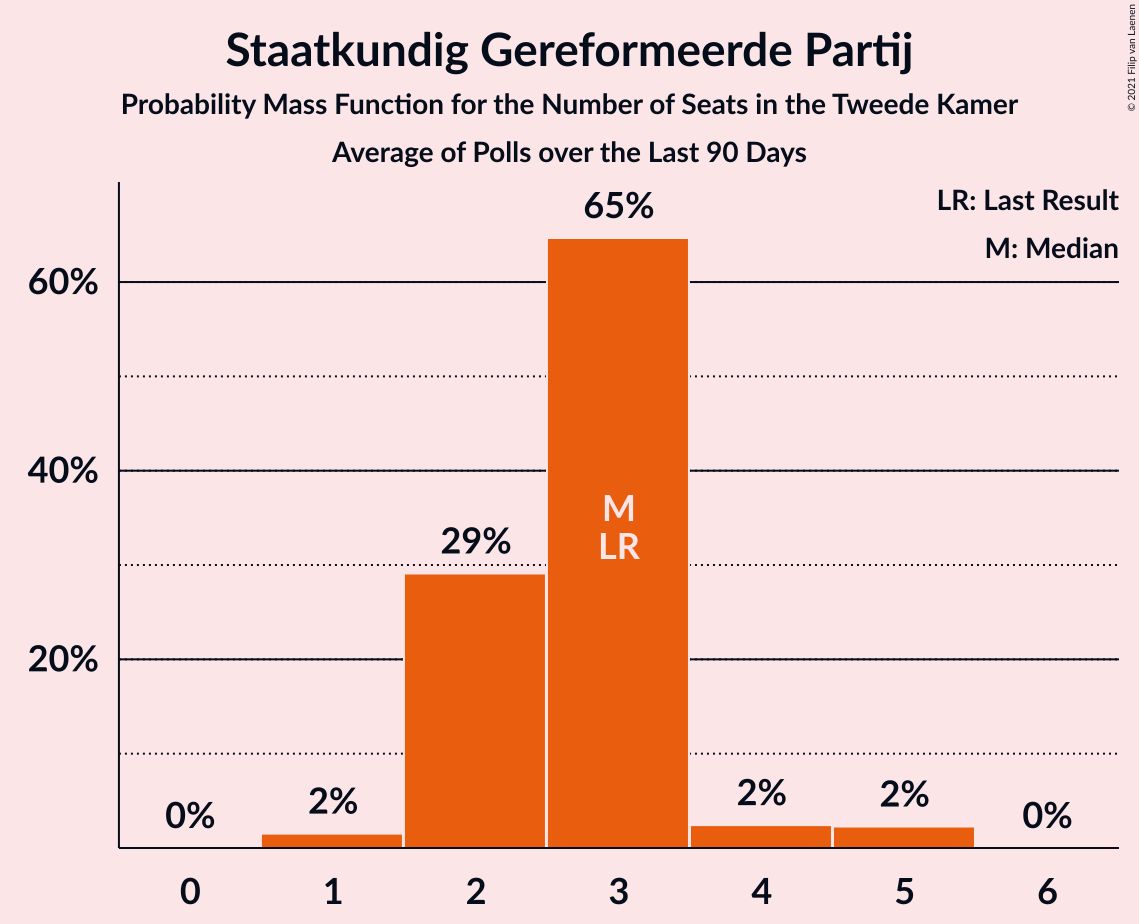 Staatkundig Gereformeerde Partij
Probability Mass Function for the Number of Seats in the Tweede Kamer
Average of Polls over the Last 90 Days
© 2021 Filip van Laenen
LR: Last Result
M: Median
65%
60%
40%
M
LR
29%
20%
0%
2%
2%
2%
0%
0
1
2
3
4
5
6